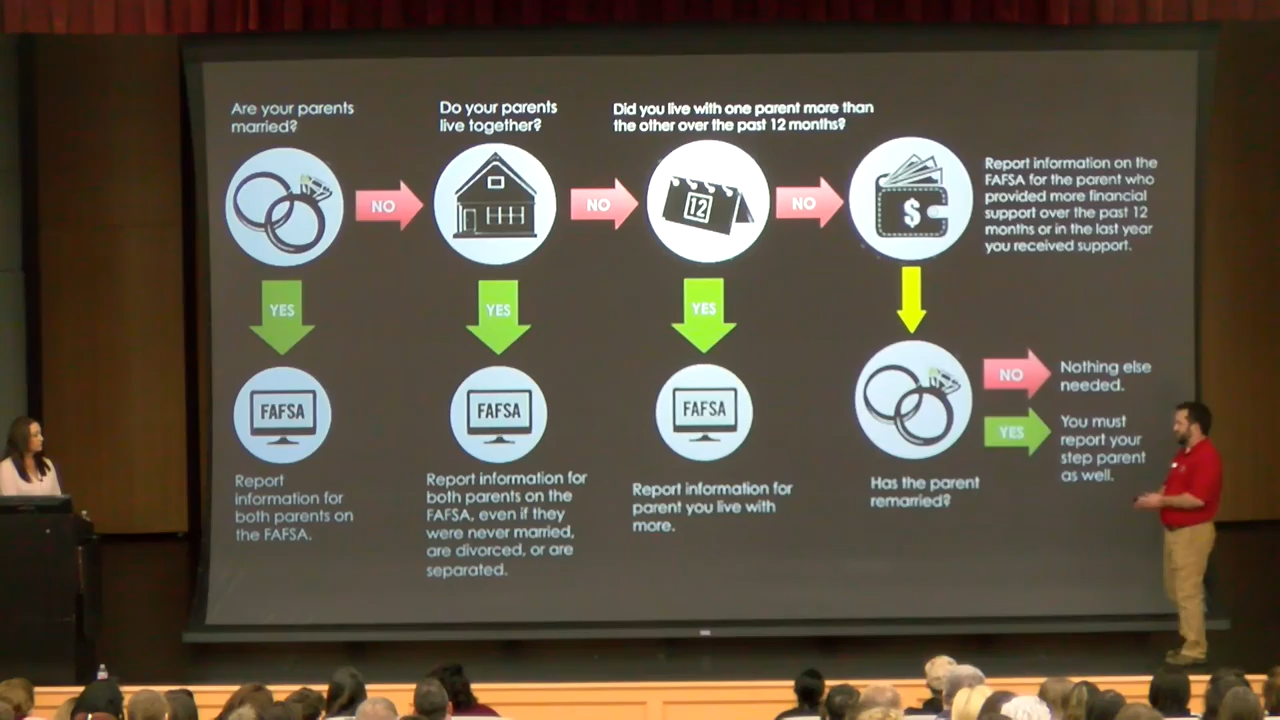 Are your parents
married?
Do your parents
live together?
Did you live with one parent more than
the other over the past 12 months?
NO
NO
12
NO
$
Report information on the
FAFSA for the parent who
provided more financial
support over the past 12
months or in the last year
you received support.
YES
YES
YES
FAFSA
FAFSA
FAFSA
Report
information for
both parents on
the FAFSA.
Report information for
both parents on the
FAFSA, even if they
were never married,
are divorced, or are
separated.
Report information for
parent you live with
more.
Has the parent
remarried?
NO
Nothing else
needed.
YES
You must
report your
step parent
as well.